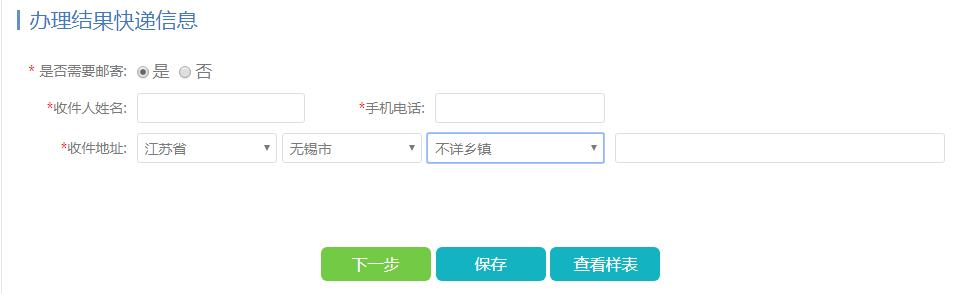 办理结果快递信息
* 是否需要邮寄: 是 否
*收件人姓名: *手机电话:
*收件地址: 江苏省 无锡市 不详乡镇
下一步 保存 查看样表